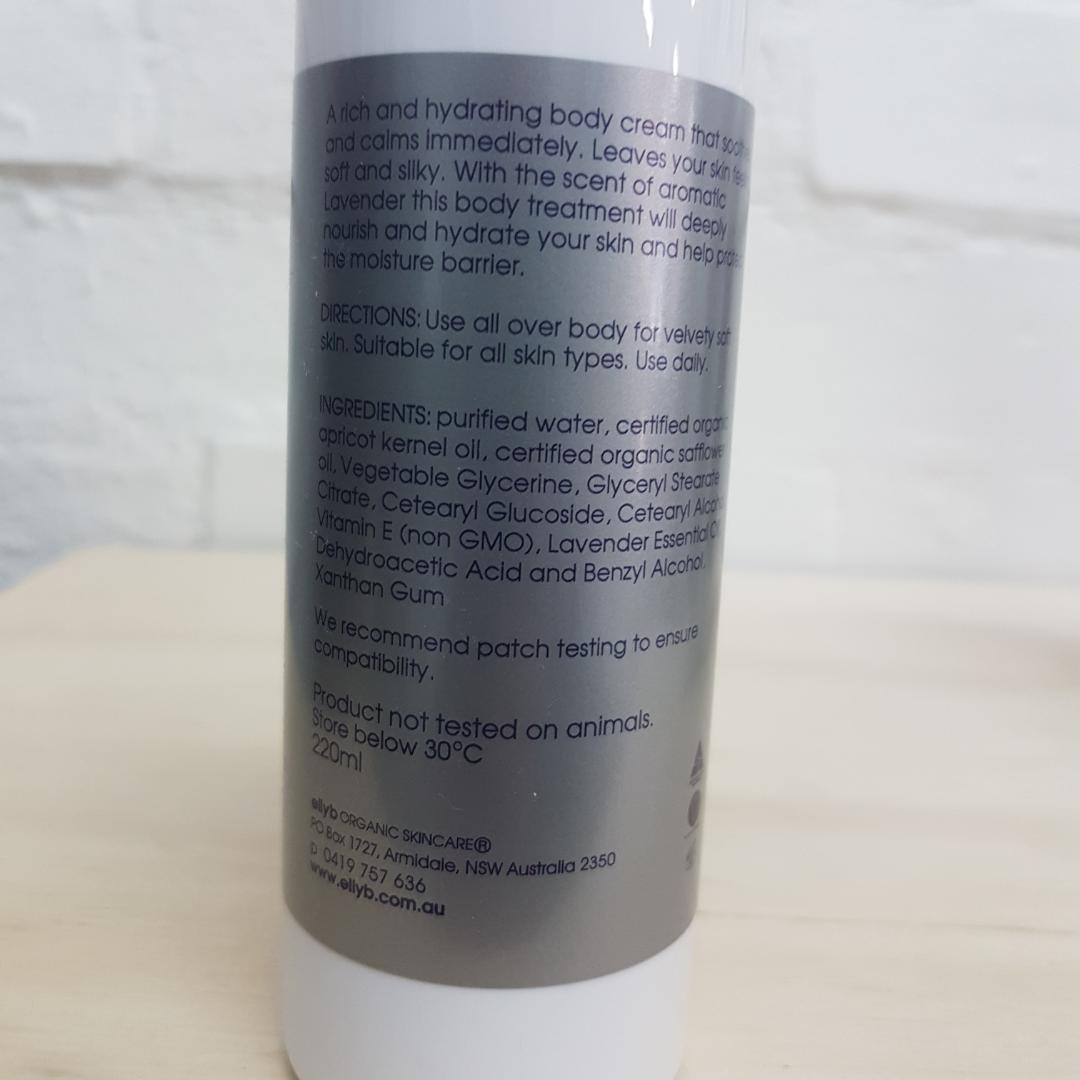 A rich and hydrating body cream that
and calms immediately. Leaves your skin
soft and silky. With the scent of aromatic
Lavender this body treatment will deeply
nourish and hydrate your skin and help
the moisture barrier.
DIRECTIONS: Use all over body for velvety
skin. Suitable for all skin types. Use daily.
INGREDIENTS: purified water, certified
apricot kernel oil, certified organic
oil, Vegetable Glycerine, Glyceryl Stearate
Citrate, Cetearyl Glucoside, Cetearyl
Vitamin E (non GMO), Lavender Essential
Dehydroacetic Acid and Benzyl Alcohol,
Xanthan Gum
We recommend patch testing to ensure
compatibility.
Product not tested on animals.
Store below 30°C
220ml
ellyb ORGANIC SKINCARE®
PO Box 1727, Armidale, NSW Australia 2350
p 0419 757 636
www.ellyb.com.au